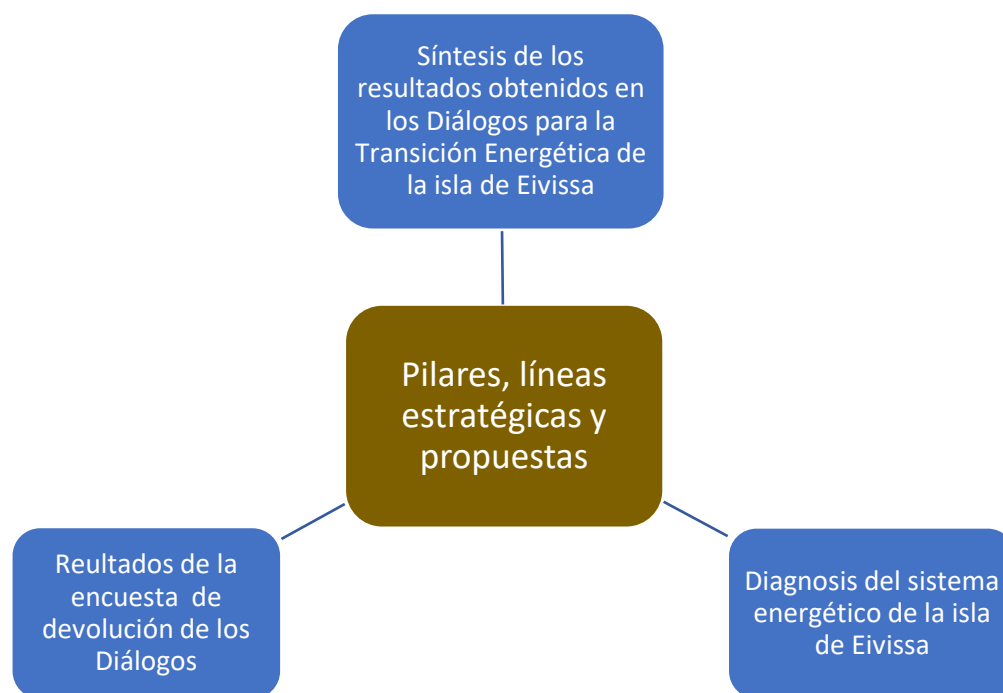 Síntesis de los
resultados obtenidos en
los Diálogos para la
Transición Energética de
la isla de Eivissa
Pilares, líneas
estratégicas y
propuestas
Reultados de la
encuesta de
devolución de los
Diálogos
Diagnosis del sistema
energético de la isla
de Eivissa